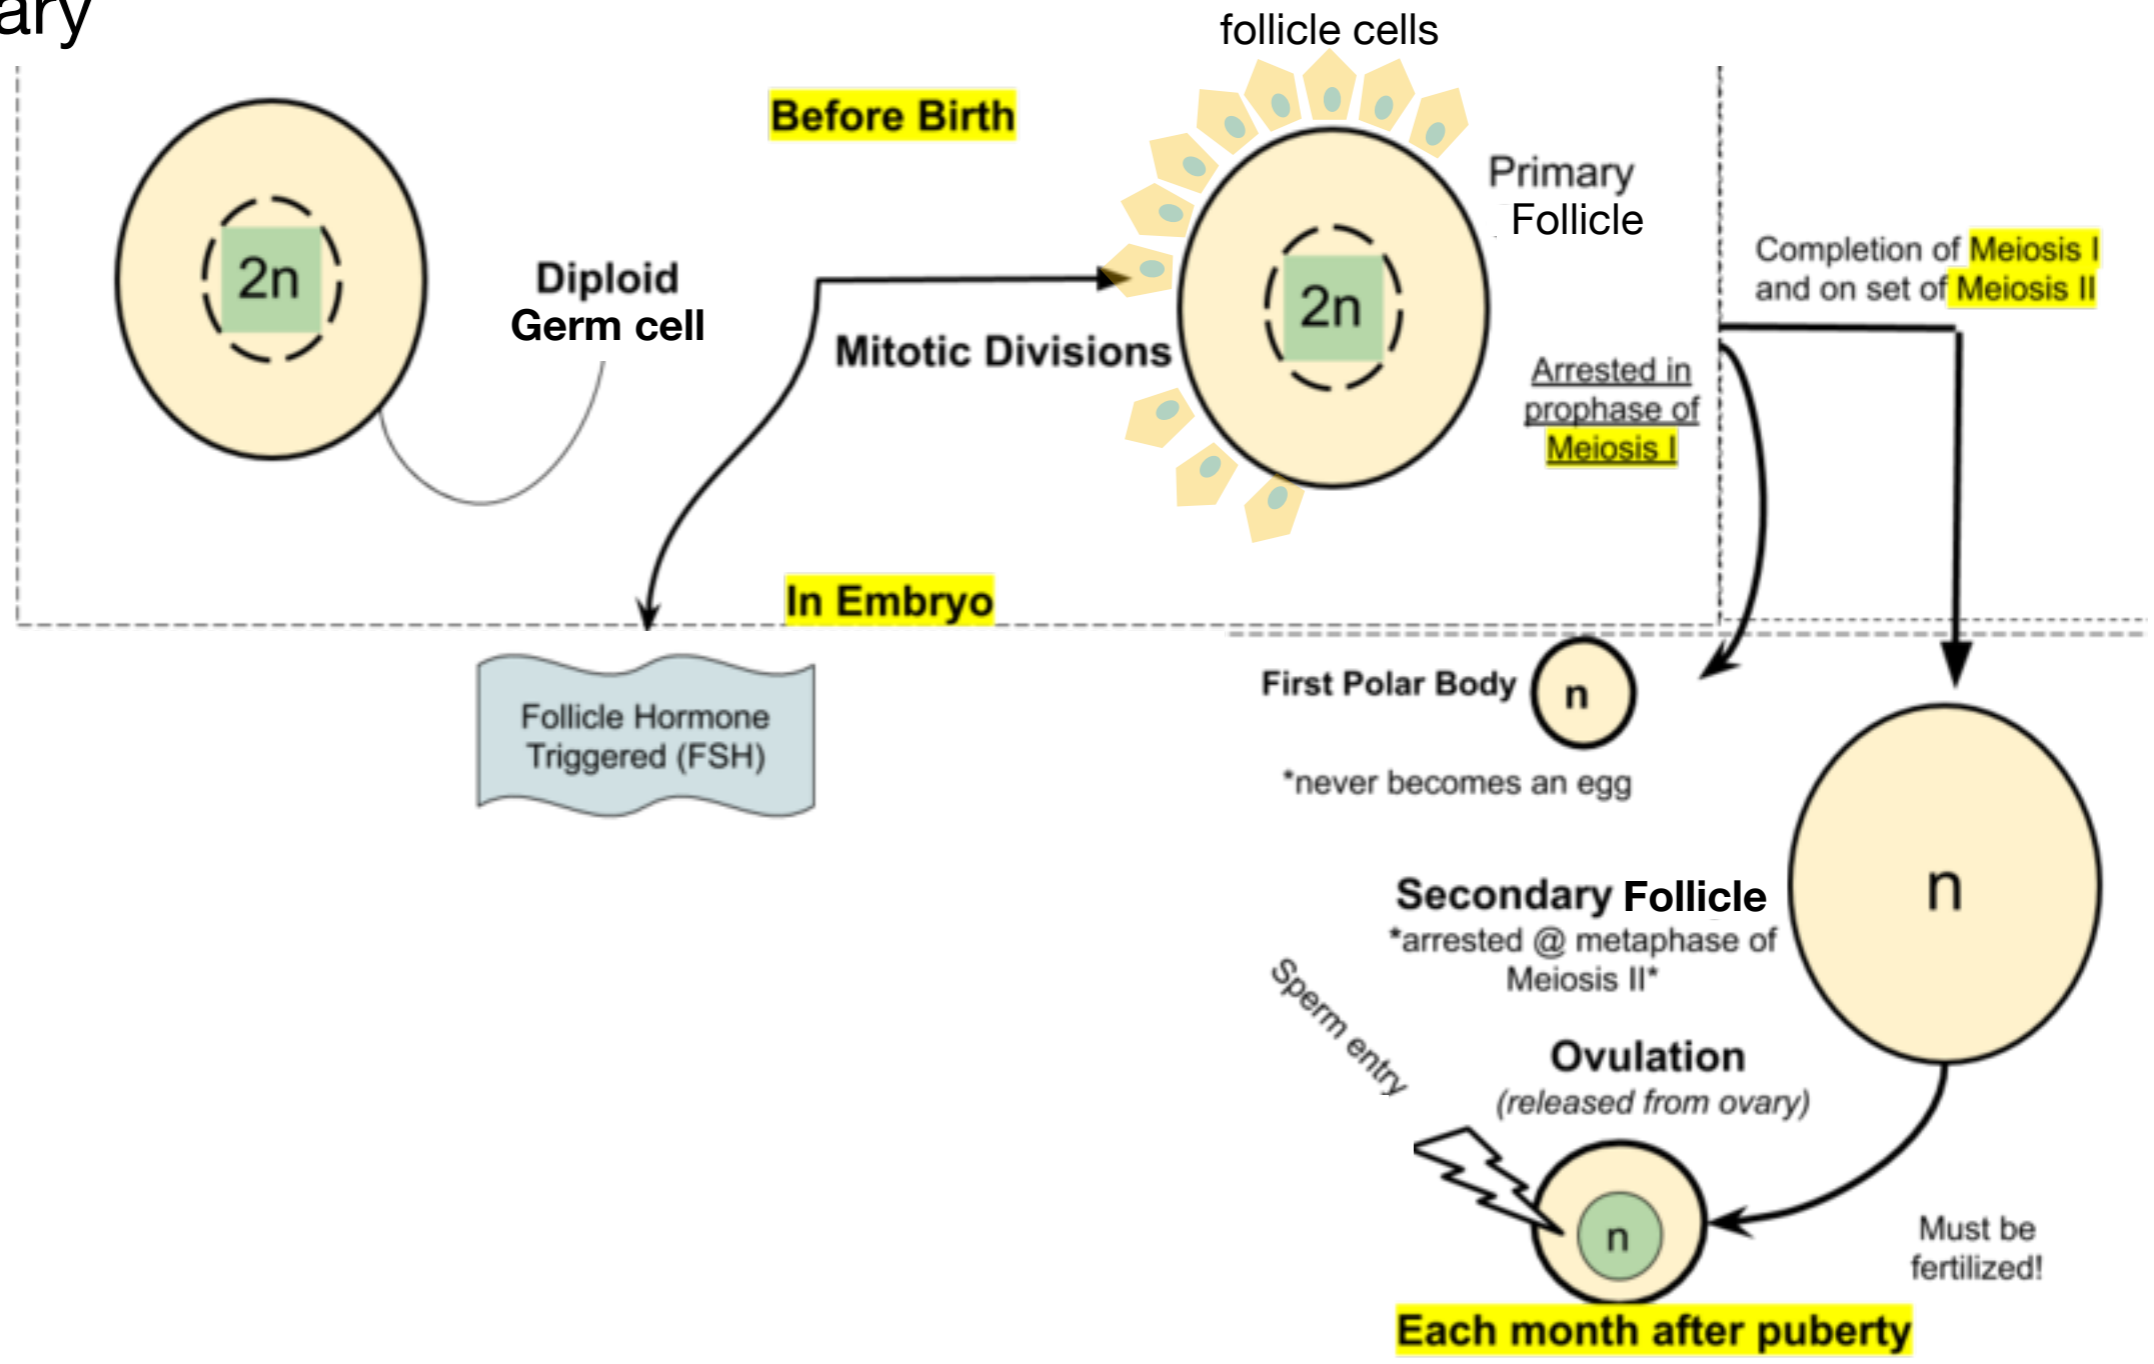 ary
follicle cells
Before Birth
2n
Diploid
Germ cell
Mitotic Divisions
2n
Primary
Follicle
Arrested in
prophase of
Meiosis I
Completion of Meiosis I
and on set of Meiosis II
In Embryo
Follicle Hormone
Triggered (FSH)
First Polar Body
n
*never becomes an egg
n
Secondary Follicle
*arrested @ metaphase of
Meiosis II*
Sperm entry
Ovulation
(released from ovary)
n
Must be
fertilized!
Each month after puberty